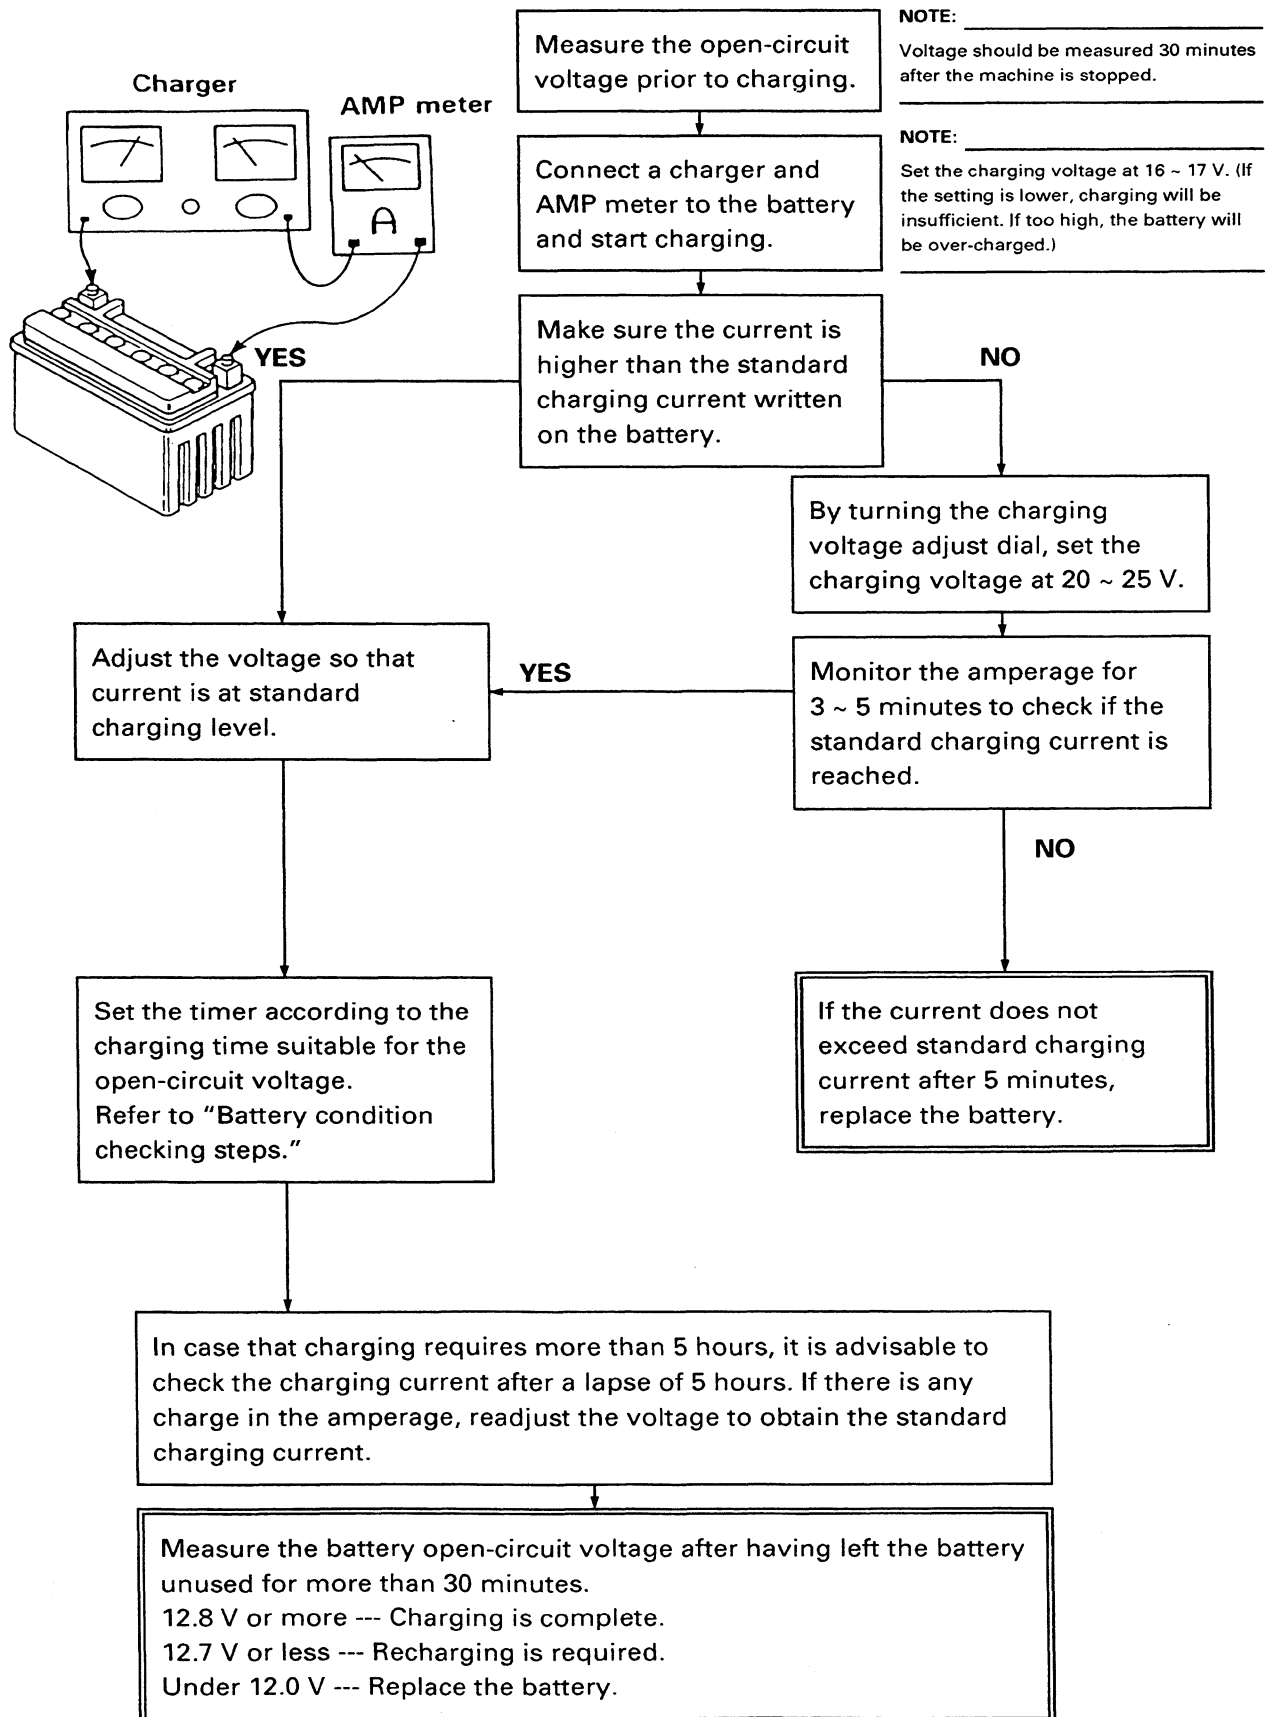 Charger
AMP meter
A
Measure the open-circuit
voltage prior to charging.
NOTE:
Voltage should be measured 30 minutes
after the machine is stopped.
Connect a charger and
AMP meter to the battery
and start charging.
NOTE:
Set the charging voltage at 16 ~ 17 V. (If
the setting is lower, charging will be
insufficient. If too high, the battery will
be over-charged.)
Make sure the current is
higher than the standard
charging current written
on the battery.
YES
NO
By turning the charging
voltage adjust dial, set the
charging voltage at 20 ~ 25 V.
Adjust the voltage so that
current is at standard
charging level.
YES
Monitor the amperage for
3 ~ 5 minutes to check if the
standard charging current is
reached.
NO
Set the timer according to the
charging time suitable for the
open-circuit voltage.
Refer to "Battery condition
checking steps."
If the current does not
exceed standard charging
current after 5 minutes,
replace the battery.
In case that charging requires more than 5 hours, it is advisable to
check the charging current after a lapse of 5 hours. If there is any
charge in the amperage, readjust the voltage to obtain the standard
charging current.
Measure the battery open-circuit voltage after having left the battery
unused for more than 30 minutes.
12.8 V or more --- Charging is complete.
12.7 V or less --- Recharging is required.
Under 12.0 V --- Replace the battery.